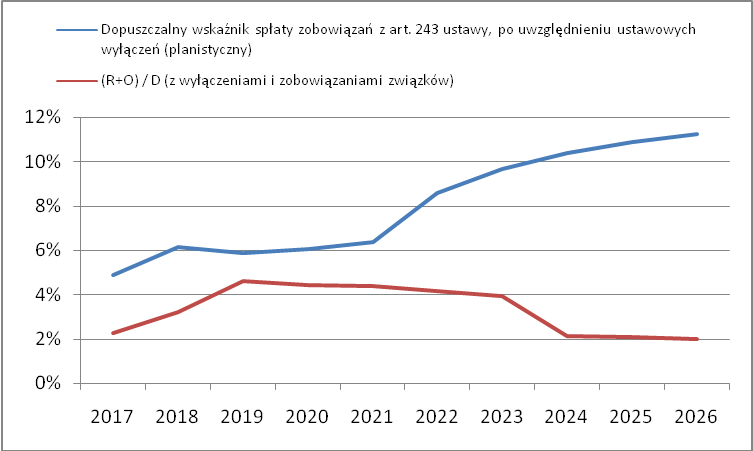 Dopuszczalny wskaźnik spłaty zobowiązań z art. 243 ustawy, po uwzględnieniu ustawowych
wyłączeń (planistyczny)
(R+O) / D (z wyłączeniami i zobowiązaniami związków)
12%
10%
8%
6%
4%
2%
0%
2017 2018 2019 2020 2021 2022 2023 2024 2025 2026